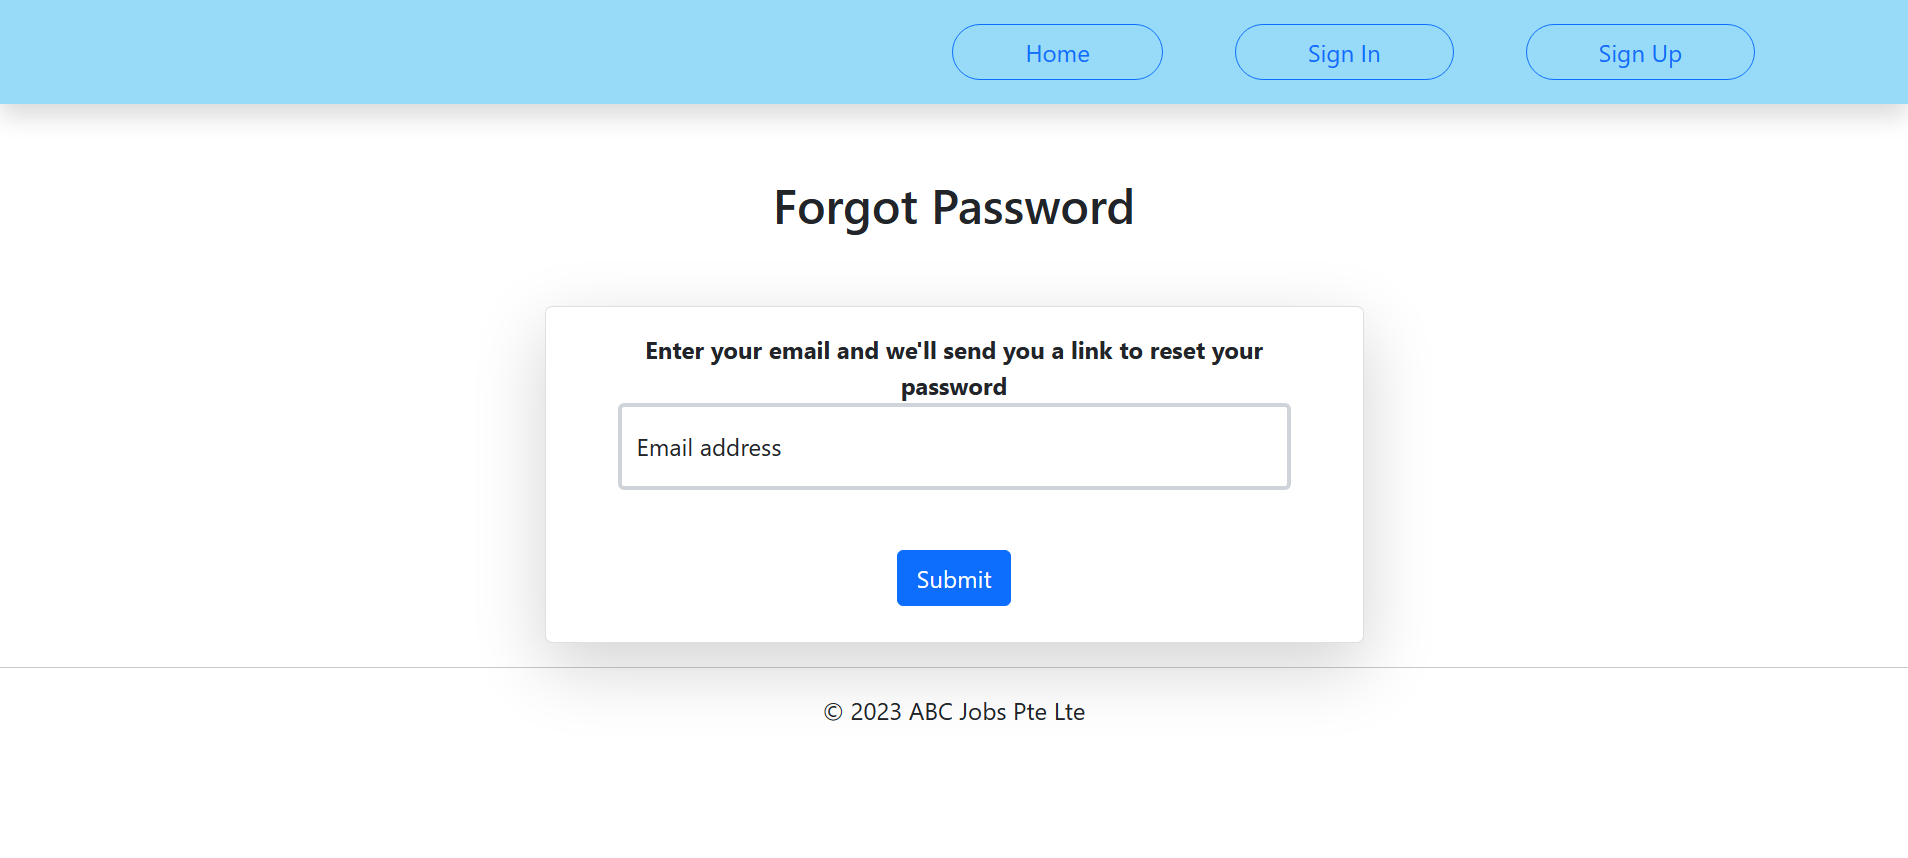 Home
Sign In
Sign Up
Forgot Password
Enter your email and we'll send you a link to reset your
password
Email address
Submit
© 2023 ABC Jobs Pte Lte